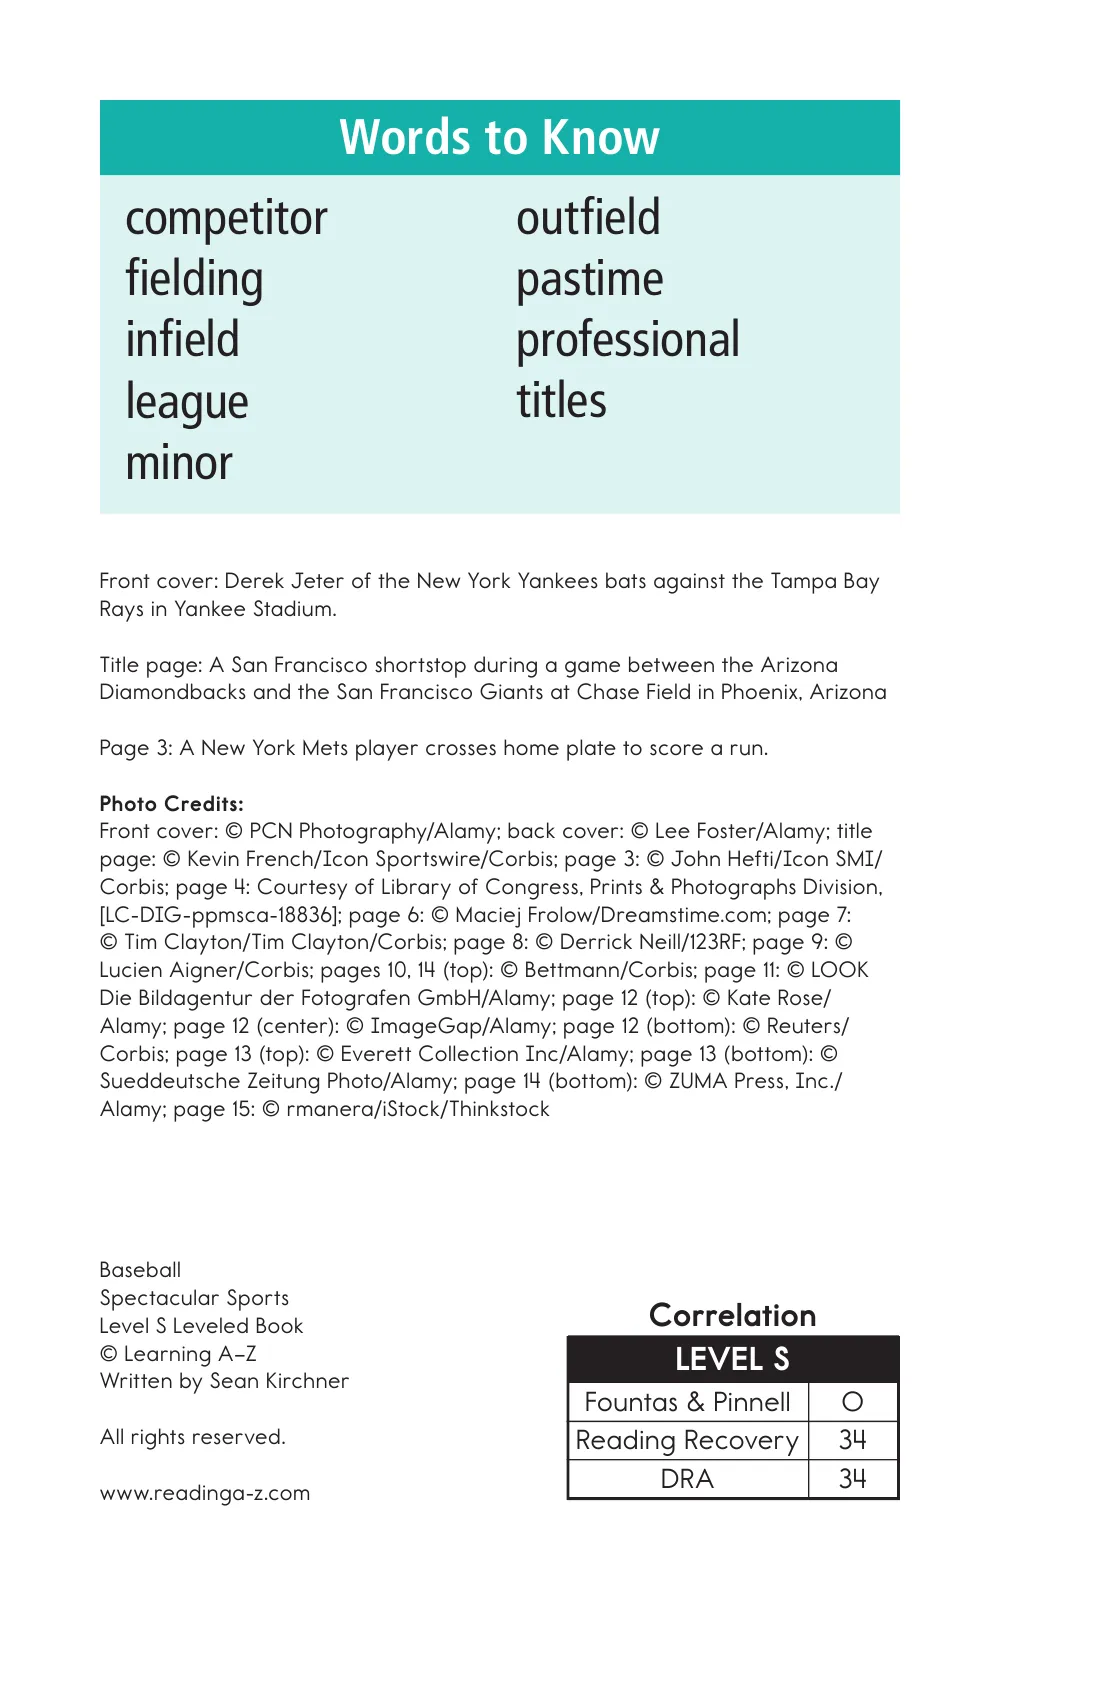 Words to Know
competitor
fielding
infield
league
minor
outfield
pastime
professional
titles
Front cover: Derek Jeter of the New York Yankees bats against the Tampa Bay
Rays in Yankee Stadium.
Title page: A San Francisco shortstop during a game between the Arizona
Diamondbacks and the San Francisco Giants at Chase Field in Phoenix, Arizona
Page 3: A New York Mets player crosses home plate to score a run.
Photo Credits:
Front cover: © PCN Photography/Alamy; back cover: © Lee Foster/Alamy; title
page: © Kevin French/Icon Sportswire/Corbis; page 3: © John Hefti/Icon SMI/
Corbis; page 4: Courtesy of Library of Congress, Prints & Photographs Division,
[LC-DIG-ppmsca-18836]; page 6: © Maciej Frolow/Dreamstime.com; page 7:
© Tim Clayton/Tim Clayton/Corbis; page 8: © Derrick Neill/123RF; page 9: ©
Lucien Aigner/Corbis; pages 10, 14 (top): © Bettmann/Corbis; page 11: © LOOK
Die Bildagentur der Fotografen GmbH/Alamy; page 12 (top): © Kate Rose/
Alamy; page 12 (center): © ImageGap/Alamy; page 12 (bottom): © Reuters/
Corbis; page 13 (top): © Everett Collection Inc/Alamy; page 13 (bottom): ©
Sueddeutsche Zeitung Photo/Alamy; page 14 (bottom): © ZUMA Press, Inc./
Alamy; page 15: © rmanera/iStock/Thinkstock
Baseball
Spectacular Sports
Level S Leveled Book
© Learning A–Z
Written by Sean Kirchner
All rights reserved.
www.readinga-z.com
Correlation
LEVEL S
Fountas & Pinnell O
Reading Recovery 34
DRA 34